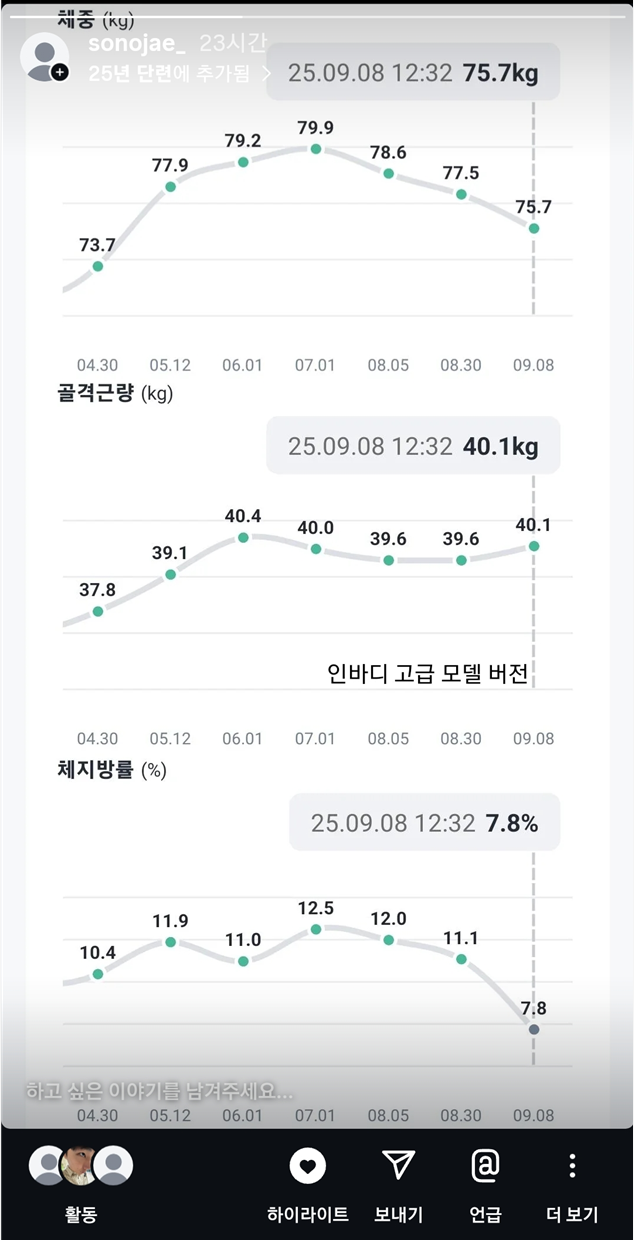 체중 (kg)
sonojae_ 23시간
25년 단련에 추가됨 >
25.09.08 12:32 75.7kg
73.7 77.9 79.2 79.9 78.6 77.5 75.7
04.30 05.12 06.01 07.01 08.05 08.30 09.08
골격근량 (kg)
25.09.08 12:32 40.1kg
37.8 39.1 40.4 40.0 39.6 39.6 40.1
인바디 고급 모델 버전
04.30 05.12 06.01 07.01 08.05 08.30 09.08
체지방률 (%)
25.09.08 12:32 7.8%
10.4 11.9 11.0 12.5 12.0 11.1 7.8
하고 싶은 이야기를 남겨주세요...
04.30 05.12 06.01 07.01 08.05 08.30 09.08
활동 하이라이트 보내기 언급 더 보기